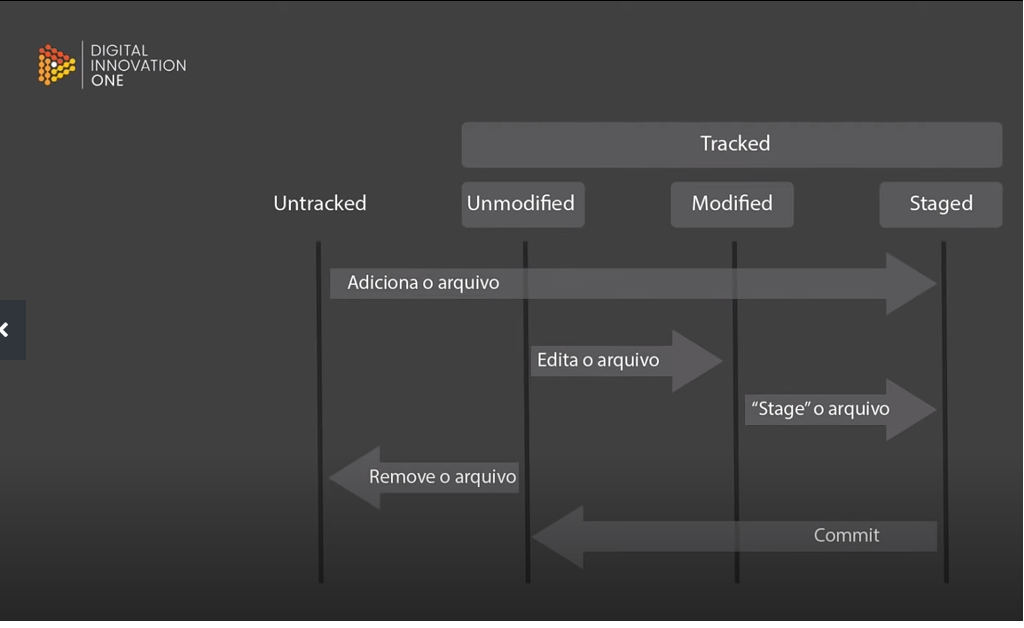 DIGITAL
INNOVATION
ONE
Tracked
Untracked
Unmodified
Modified
Staged
Adiciona o arquivo
Edita o arquivo
“Stage” o arquivo
Remove o arquivo
Commit